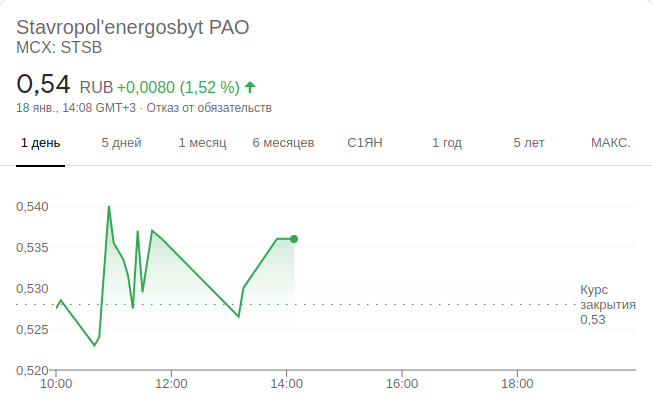 Stavropol'energosbyt PAO
MCX: STSB
0,54 RUB +0,0080 (1,52 %)
18 янв., 14:08 GMT+3 · Отказ от обязательств
1 день 5 дней 1 месяц 6 месяцев С1ЯН 1 год 5 лет МАКС.
0,540
0,535
0,530
Курс
закрытия
0,53
0,525
0,520
10:00 12:00 14:00 16:00 18:00